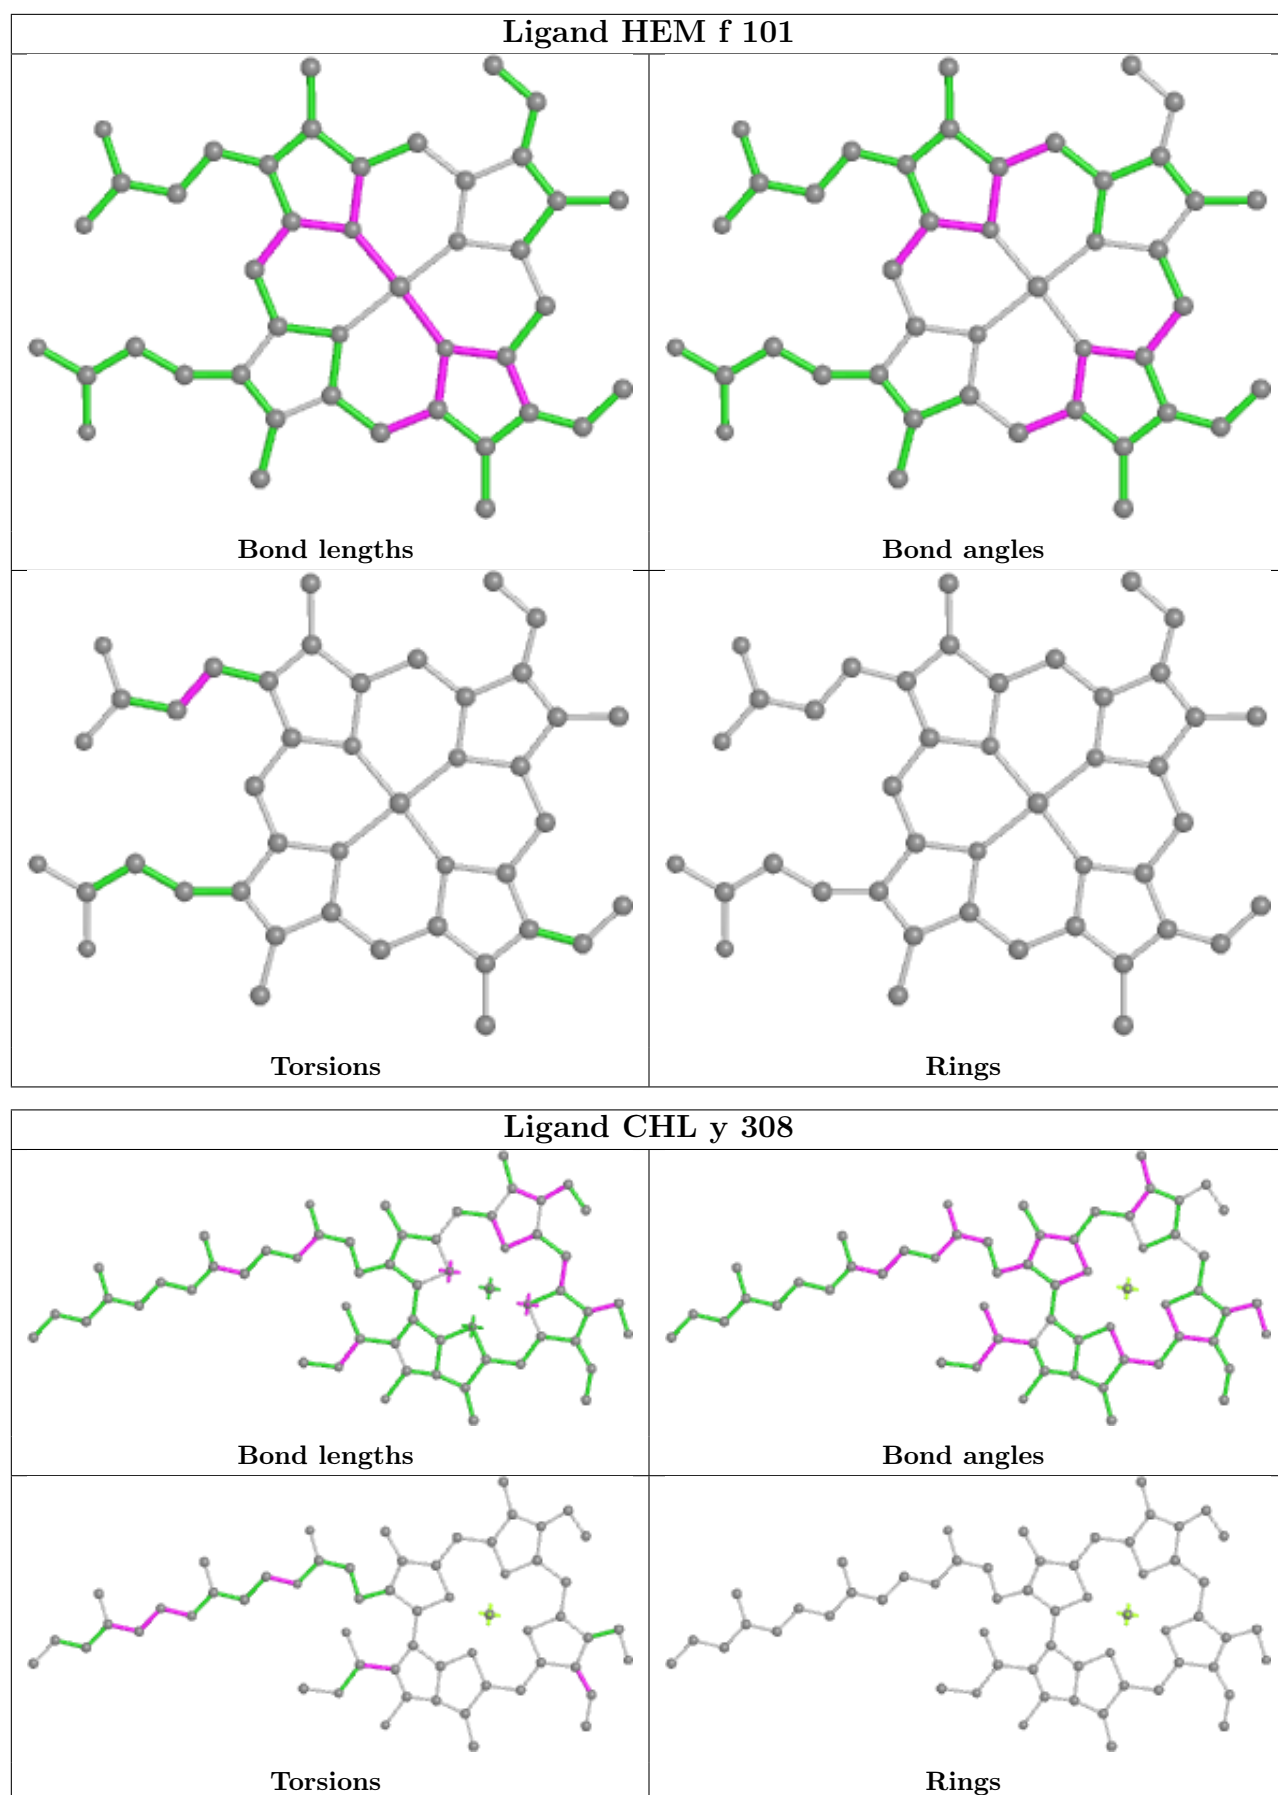 Ligand HEM f 101
Bond lengths
Bond angles
Torsions
Rings
Ligand CHL y 308
Bond lengths
Bond angles
Torsions
Rings